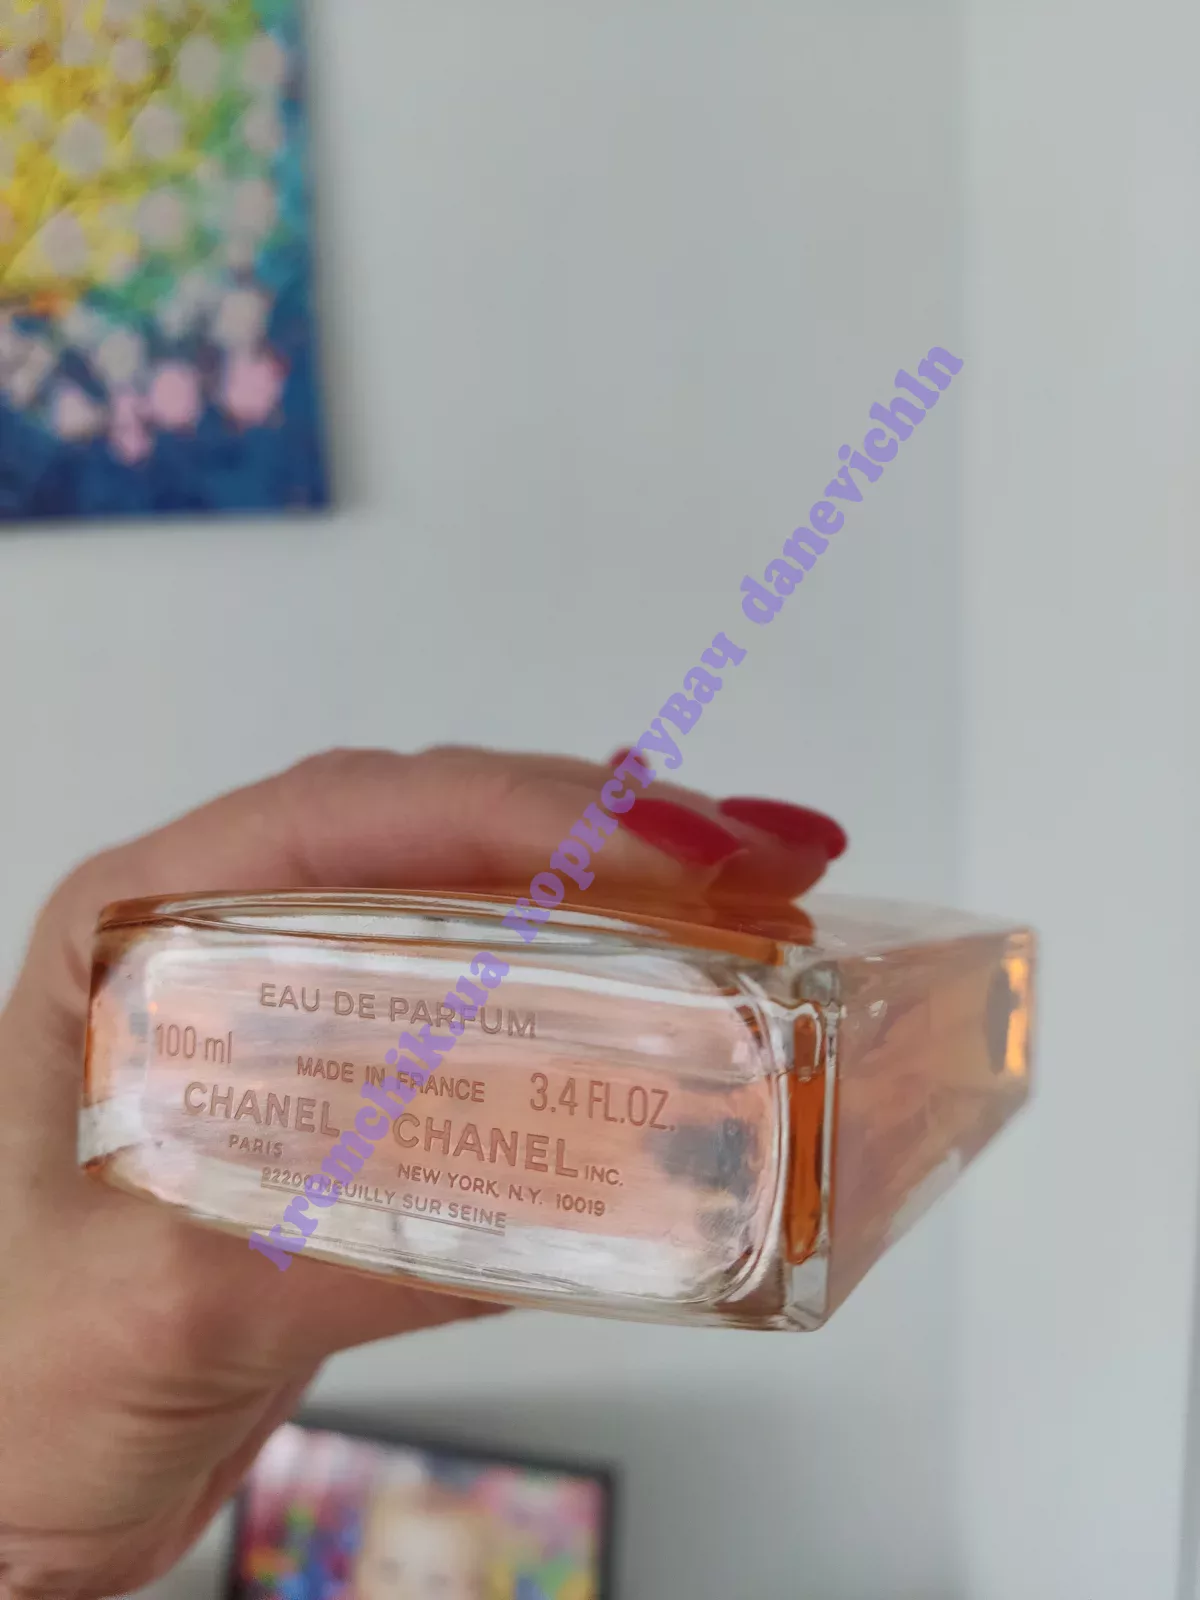 EAU DE PARFUM
100 ml
MADE IN FRANCE
3.4 FL.OZ.
CHANEL
PARIS
92200 NEUILLY SUR SEINE
CHANEL INC.
NEW YORK, N.Y. 10019
kremchik.ua користувач danevichln